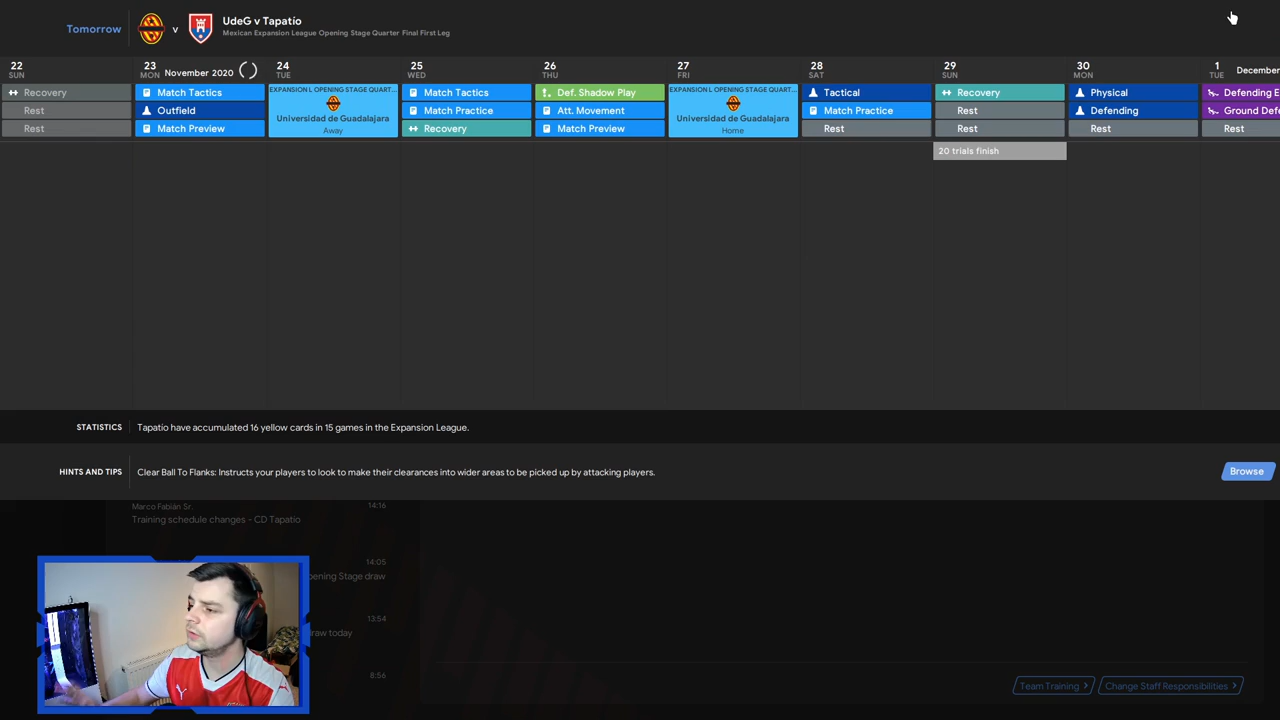 Tomorrow
v
UdeG v Tapatío
Mexican Expansion League Opening Stage Quarter Final First Leg
22
SUN
23
MON
November 2020
24
TUE
25
WED
26
THU
27
FRI
28
SAT
29
SUN
30
MON
1
TUE
December
Recovery
Rest
Rest
Match Tactics
Outfield
Match Preview
EXPANSION L OPENING STAGE QUART...
Universidad de Guadalajara
Away
Match Tactics
Match Practice
Recovery
Def. Shadow Play
Att. Movement
Match Preview
EXPANSION L OPENING STAGE QUART...
Universidad de Guadalajara
Home
Tactical
Match Practice
Rest
Recovery
Rest
Rest
20 trials finish
Physical
Defending
Rest
Defending E
Ground Defe
Rest
STATISTICS
Tapatío have accumulated 16 yellow cards in 15 games in the Expansion League.
HINTS AND TIPS
Clear Ball To Flanks: Instructs your players to look to make their clearances into wider areas to be picked up by attacking players.
Browse
Marco Fabián Sr.
14:16
Training schedule changes - CD Tapatío
14:05
pening Stage draw
13:54
draw today
8:56
Team Training
Change Staff Responsibilities